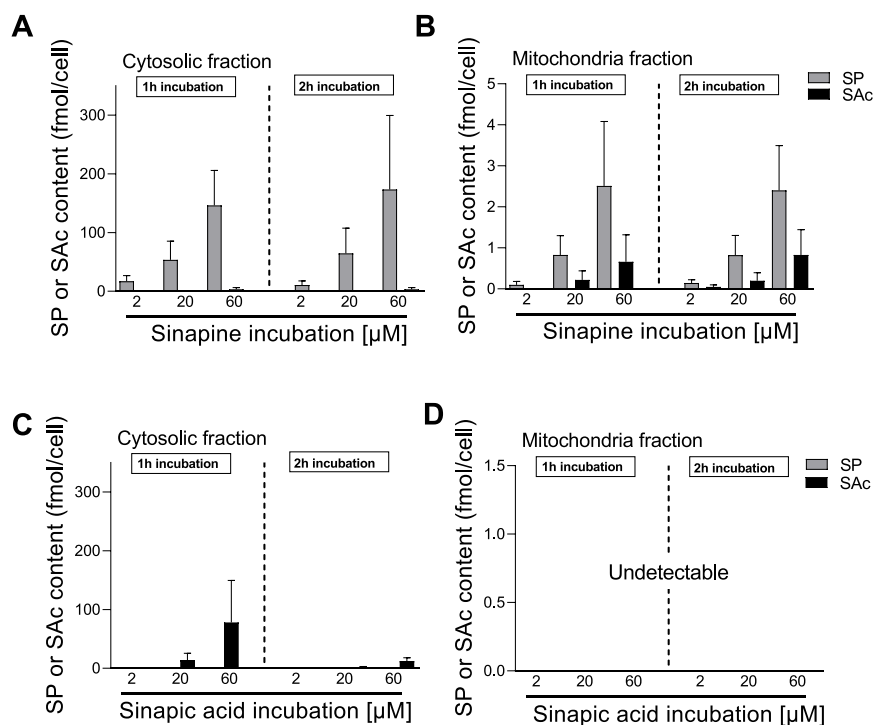 A
Cytosolic fraction
1h incubation
2h incubation
SP or SAc content (fmol/cell)
300
200
100
0
2
20
60
2
20
60
Sinapine incubation [µM]
B
Mitochondria fraction
1h incubation
2h incubation
SP
SAc
SP or SAc content (fmol/cell)
5
4
3
2
1
0
2
20
60
2
20
60
Sinapine incubation [µM]
C
Cytosolic fraction
1h incubation
2h incubation
SP or SAc content (fmol/cell)
300
200
100
0
2
20
60
2
20
60
Sinapic acid incubation [µM]
D
Mitochondria fraction
1h incubation
2h incubation
SP
SAc
SP or SAc content (fmol/cell)
1.5
1.0
0.5
0.0
Undetectable
2
20
60
2
20
60
Sinapic acid incubation [µM]